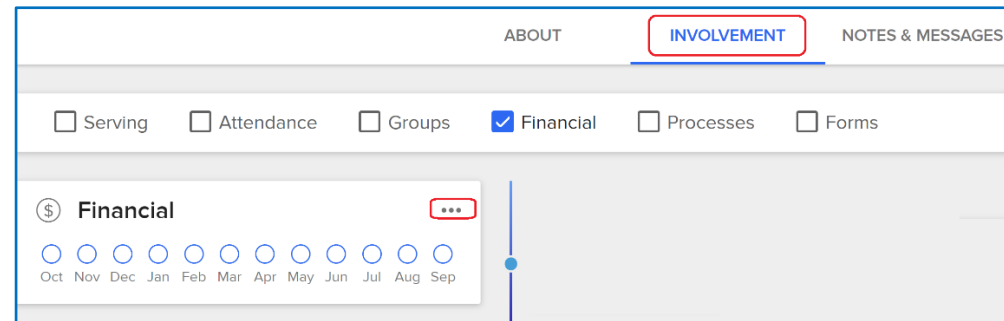 ABOUT INVOLVEMENT NOTES & MESSAGES
Serving Attendance Groups Financial Processes Forms
$ Financial •••
Oct Nov Dec Jan Feb Mar Apr May Jun Jul Aug Sep